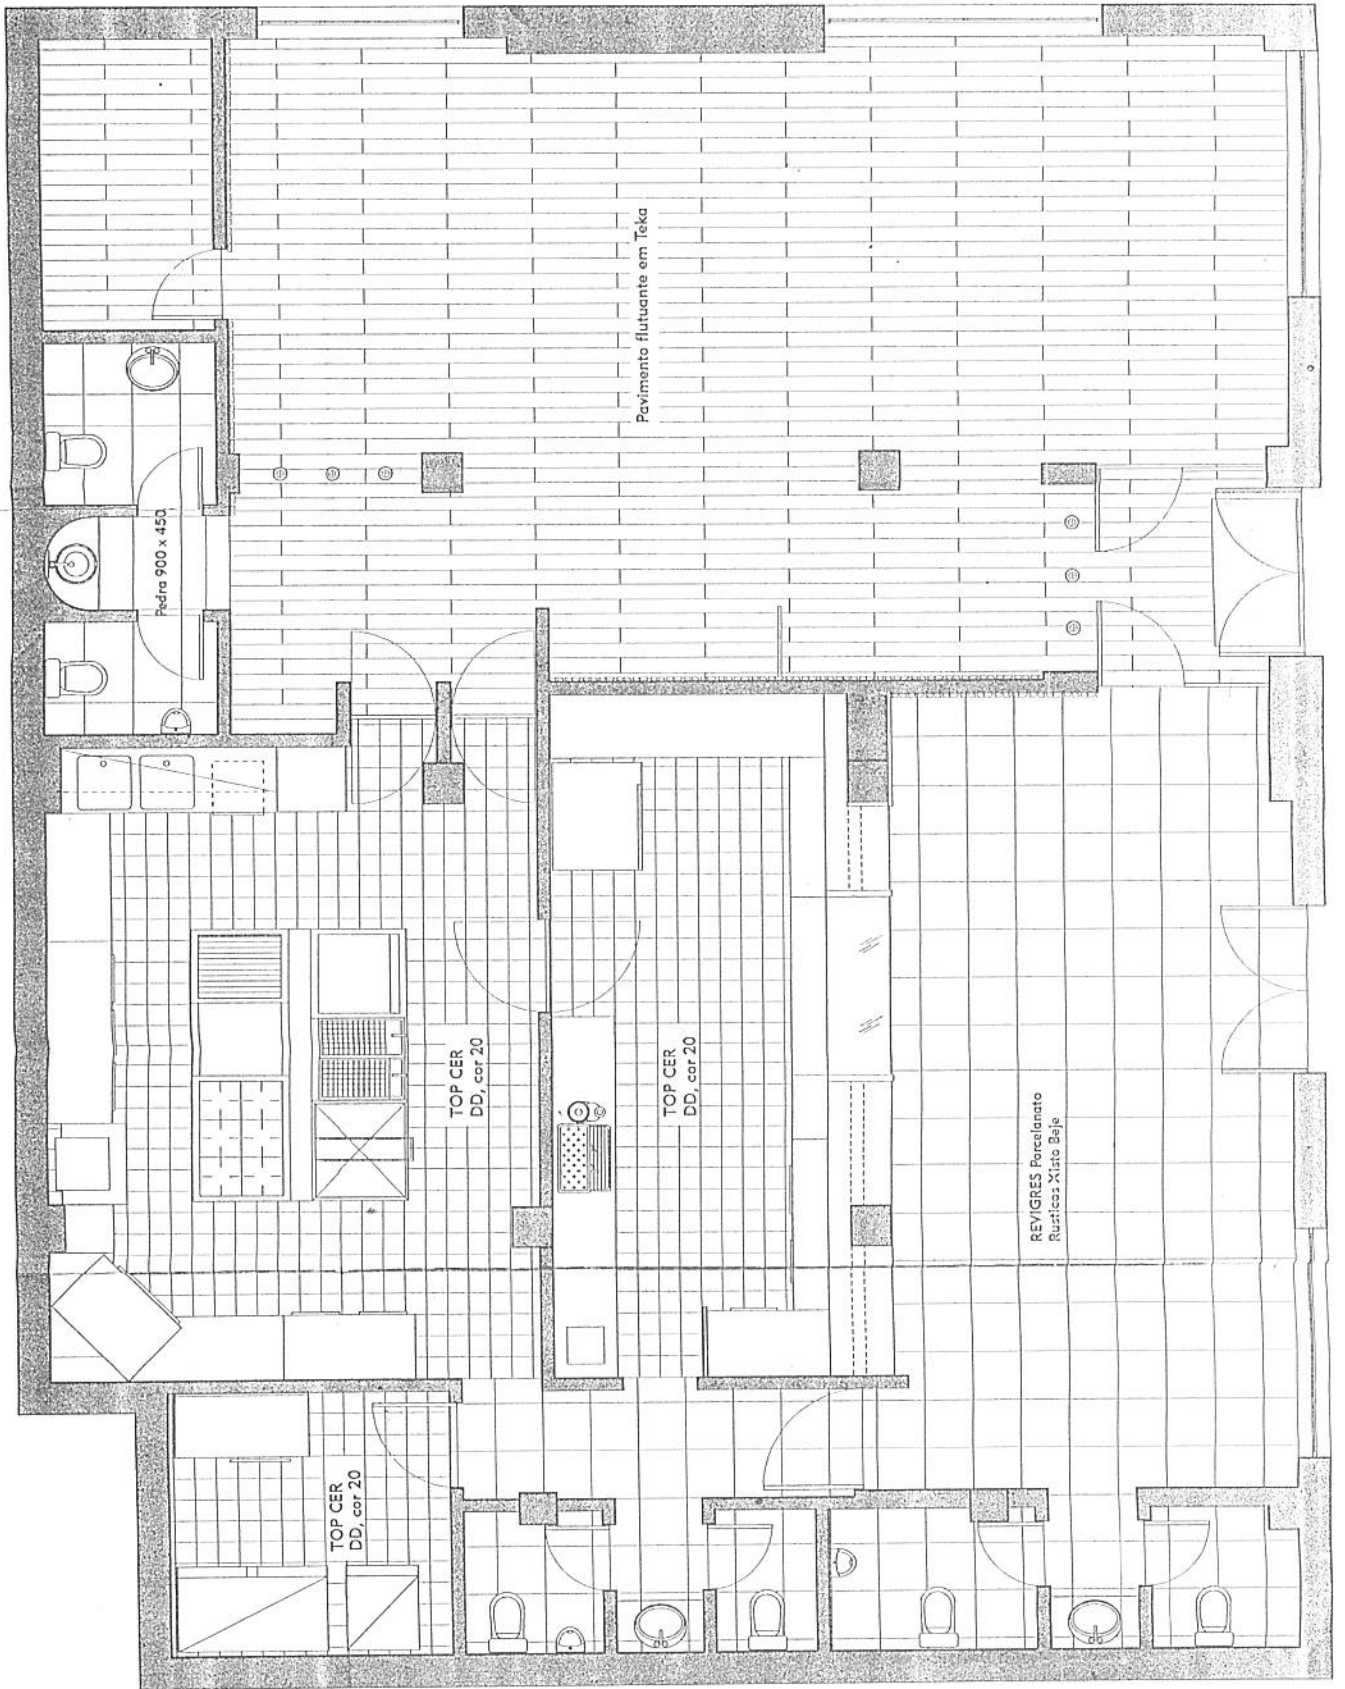 Pavimento flutuante em Teka
Pedra 900 x 450
TOP CER
DD, cor 20
TOP CER
DD, cor 20
REVIGRES Porcelanato
Rusticos Xisto Beje
TOP CER
DD, cor 20